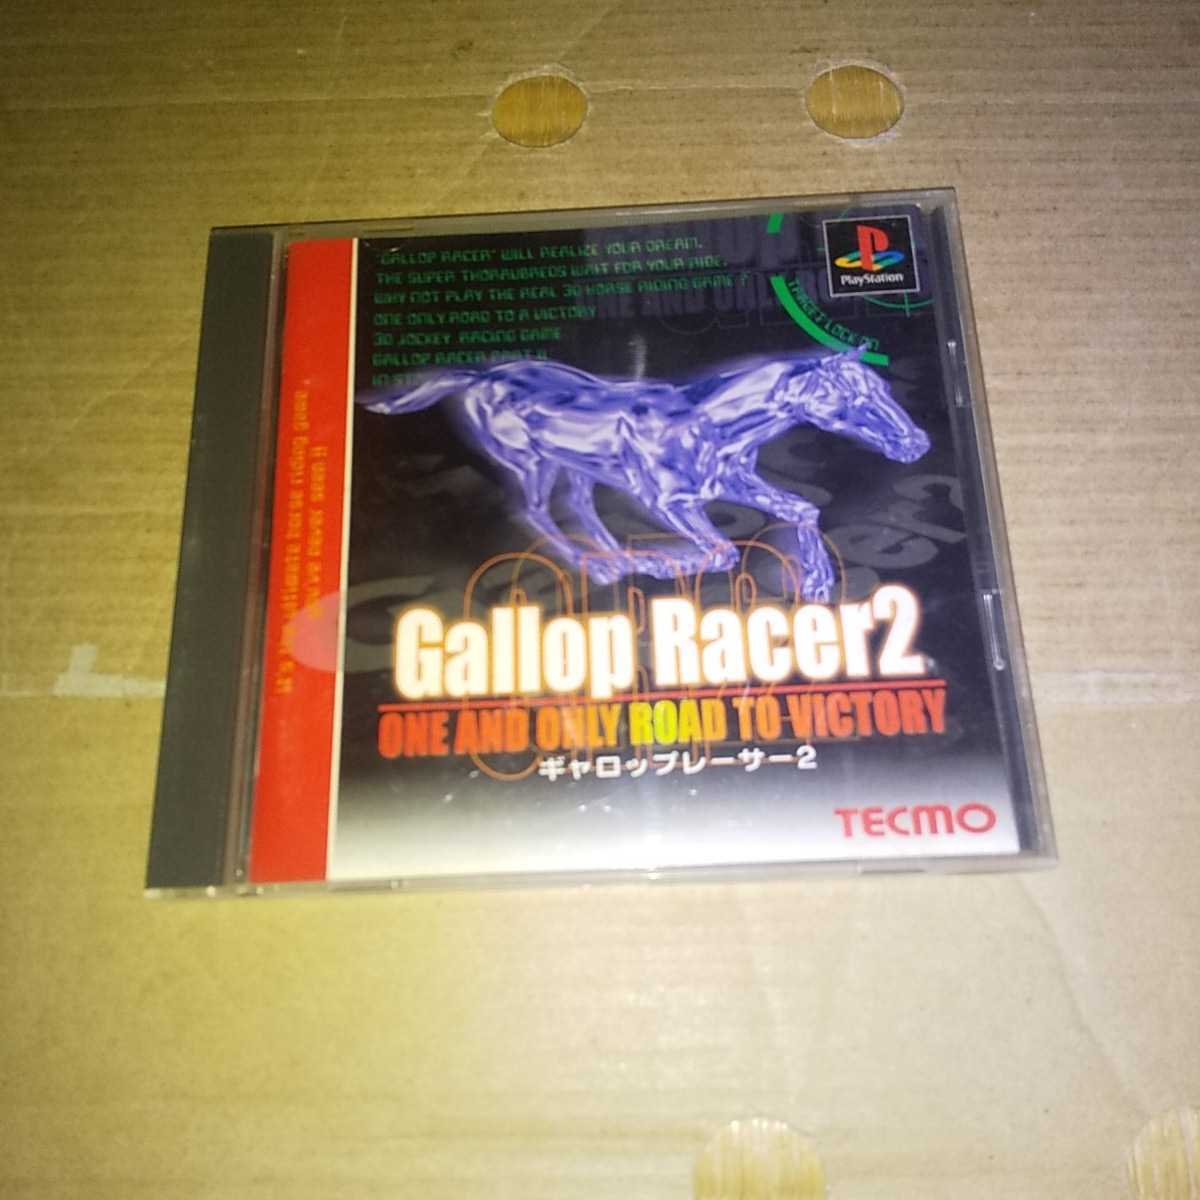 "GALLOP RACER" WILL REALIZE YOUR DREAM.
THE SUPER THORAUBREDS WAIT FOR YOUR RIDE.
WHY NOT PLAY THE REAL 3D HORSE RIDING GAME ?
ONE ONLY ROAD TO A VICTORY
3D JOCKEY RACING GAME
GALLOP RACER PART II
TARGET LOCK ON
PlayStation
Gallop Racer2
ONE AND ONLY ROAD TO VICTORY
ギャロップレーサー2
TECMO